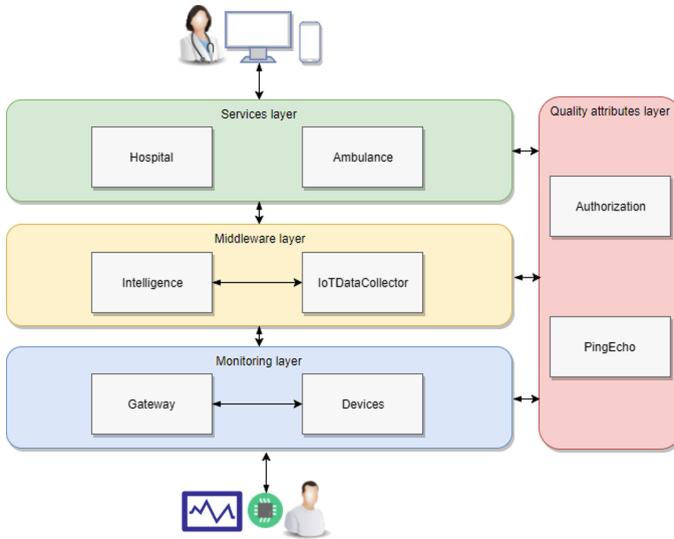 Services layer
Hospital
Ambulance
Quality attributes layer
Authorization
Middleware layer
Intelligence
IoTDataCollector
PingEcho
Monitoring layer
Gateway
Devices